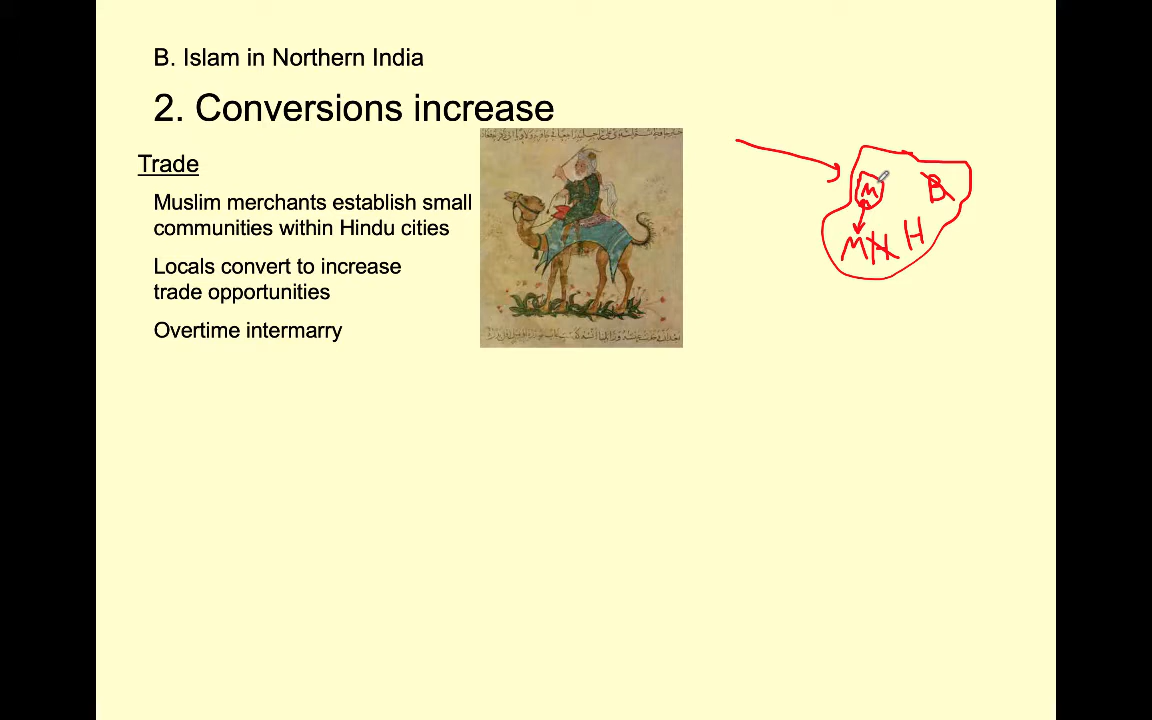 B. Islam in Northern India
2. Conversions increase
Trade
Muslim merchants establish small
communities within Hindu cities
Locals convert to increase
trade opportunities
Overtime intermarry
M B
M H H